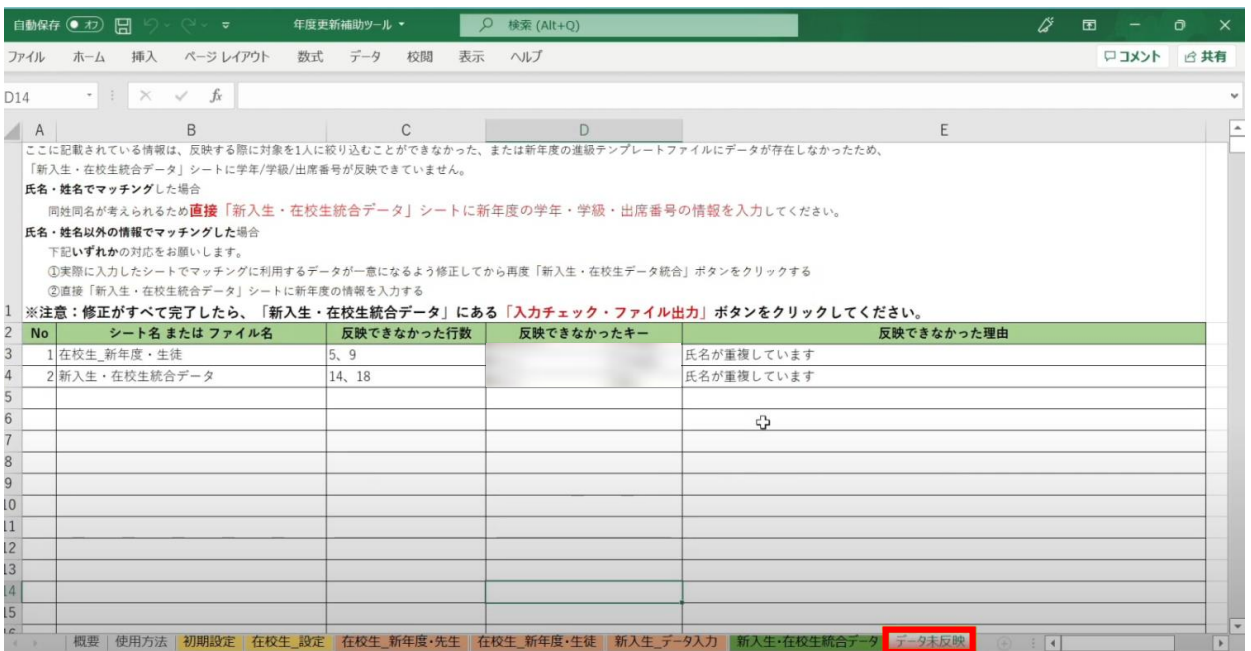 自動保存 オフ 年度更新補助ツール 検索 (Alt+Q)
ファイル ホーム 挿入 ページ レイアウト 数式 データ 校閲 表示 ヘルプ コメント 共有
D14 fx
A B C D E
ここに記載されている情報は、反映する際に対象を1人に絞り込むことができなかった、または新年度の進級テンプレートファイルにデータが存在しなかったため、
「新入生・在校生統合データ」シートに学年/学級/出席番号が反映できていません。
氏名・姓名でマッチングした場合
同姓同名が考えられるため直接「新入生・在校生統合データ」シートに新年度の学年・学級・出席番号の情報を入力してください。
氏名・姓名以外の情報でマッチングした場合
下記いずれかの対応をお願いします。
①実際に入力したシートでマッチングに利用するデータが一意になるよう修正してから再度「新入生・在校生データ統合」ボタンをクリックする
②直接「新入生・在校生統合データ」シートに新年度の情報を入力する
1 ※注意：修正がすべて完了したら、「新入生・在校生統合データ」にある「入力チェック・ファイル出力」ボタンをクリックしてください。
2 No シート名 または ファイル名 反映できなかった行数 反映できなかったキー 反映できなかった理由
3 1 在校生_新年度・生徒 5、9 氏名が重複しています
4 2 新入生・在校生統合データ 14、18 氏名が重複しています
5
6
7
8
9
10
11
12
13
14
15
概要 使用方法 初期設定 在校生_設定 在校生_新年度・先生 在校生_新年度・生徒 新入生_データ入力 新入生・在校生統合データ データ未反映